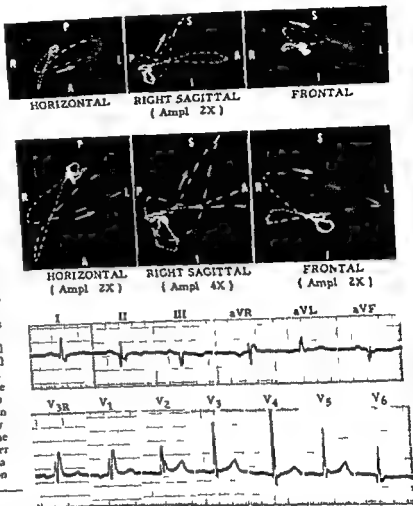 P S S
R L P A R L
A I I
HORIZONTAL RIGHT SAGITTAL FRONTAL
( Ampl 2X )
P S S
R L P A R L
A I I
HORIZONTAL RIGHT SAGITTAL FRONTAL
( Ampl 2X ) ( Ampl 4X ) ( Ampl 2X )
I II III aVR aVL aVF
V3R V1 V2 V3 V4 V5 V6